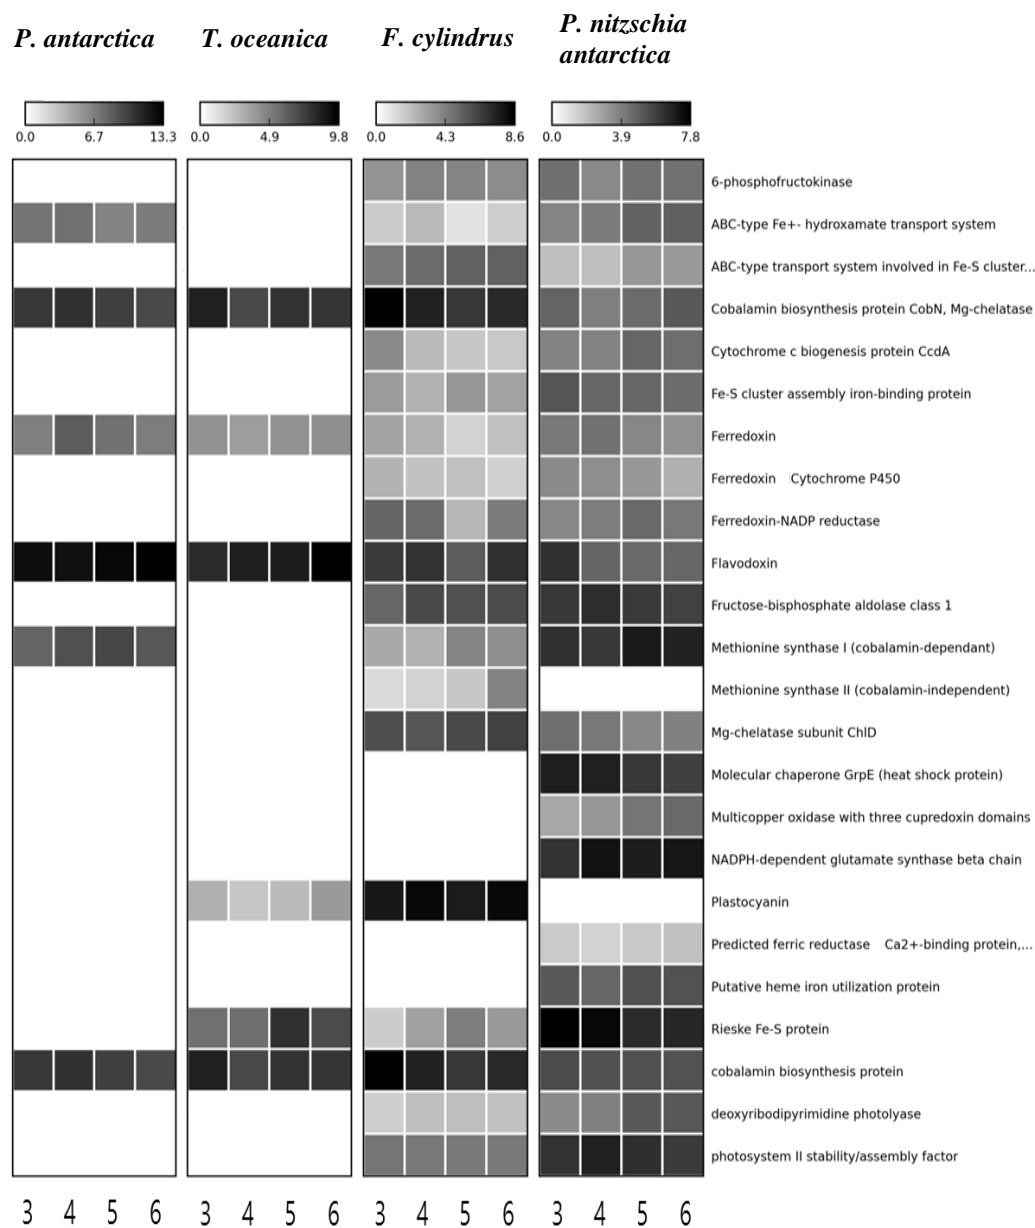 P. antarctica T. oceanica F. cylindrus P. nitzschia
antarctica
0.0 6.7 13.3 0.0 4.9 9.8 0.0 4.3 8.6 0.0 3.9 7.8
6-phosphofructokinase
ABC-type Fe+- hydroxamate transport system
ABC-type transport system involved in Fe-S cluster...
Cobalamin biosynthesis protein CobN, Mg-chelatase
Cytochrome c biogenesis protein CcdA
Fe-S cluster assembly iron-binding protein
Ferredoxin
Ferredoxin Cytochrome P450
Ferredoxin-NADP reductase
Flavodoxin
Fructose-bisphosphate aldolase class 1
Methionine synthase I (cobalamin-dependant)
Methionine synthase II (cobalamin-independent)
Mg-chelatase subunit ChlD
Molecular chaperone GrpE (heat shock protein)
Multicopper oxidase with three cupredoxin domains
NADPH-dependent glutamate synthase beta chain
Plastocyanin
Predicted ferric reductase Ca2+-binding protein,...
Putative heme iron utilization protein
Rieske Fe-S protein
cobalamin biosynthesis protein
deoxyribodipyrimidine photolyase
photosystem II stability/assembly factor
3 4 5 6 3 4 5 6 3 4 5 6 3 4 5 6